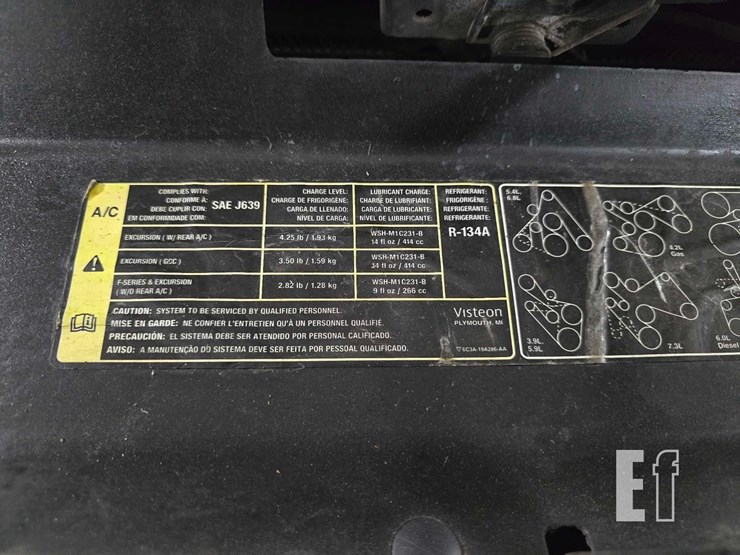 A/C
COMPLIES WITH:
CONFORME A:
DEBE CUPLIR CON:
EM CONFORMIDADE COM:
SAE J639
CHARGE LEVEL:
CHARGE DE FRIGORIGENE:
CARGA DE LLENADO:
NÍVEL DE CARGA:
LUBRICANT CHARGE:
CHARGE DE LUBRIFIANT:
CARGA DE LUBRICANTE:
CARGA DE LUBRIFICANTE:
REFRIGERANT:
FRIGORIGÈNE:
REFRIGERANTE:
REFRIGERANTE:
R-134A
EXCURSION ( W/ REAR A/C )
4.25 lb / 1.93 kg
WSH-M1C231-B
14 fl oz / 414 cc
EXCURSION
3.50 lb / 1.59 kg
WSH-M1C231-B
14 fl oz / 414 cc
F-SERIES & EXCURSION
(W/O REAR A/C )
2.82 lb / 1.28 kg
WSH-M1C231-B
9 fl oz / 266 cc
CAUTION: SYSTEM TO BE SERVICED BY QUALIFIED PERSONNEL.
MISE EN GARDE: NE CONFIER L'ENTRETIEN QU'À UN PERSONNEL QUALIFIÉ.
PRECAUCIÓN: EL SISTEMA DEBE SER ATENDIDO POR PERSONAL CALIFICADO.
AVISO: A MANUTENÇÃO DO SISTEMA DEVE SER FEITA POR PESSOAL QUALIFICADO.
Visteon
PLYMOUTH, MI
6C3A-19A286-AA
5.4L,
6.8L
4.2L
Gas
3.9L,
5.9L
7.3L
6.0L
Diesel
Ef